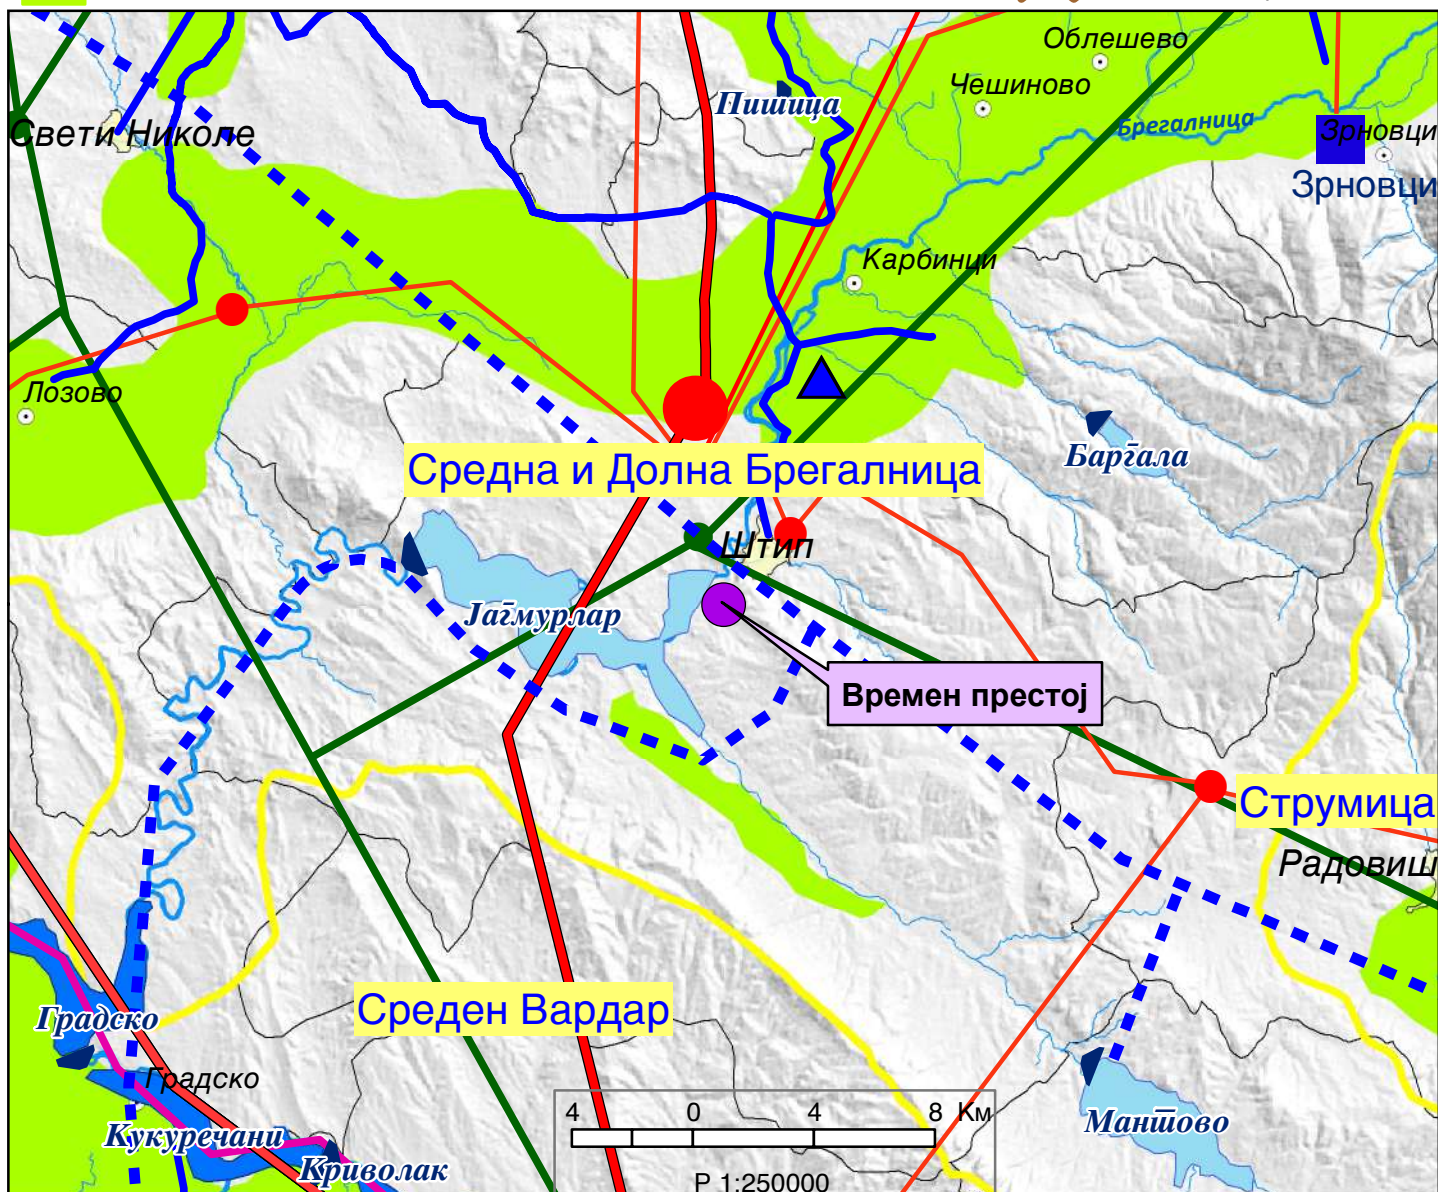 Облешево
Чешиново
Пишица
Брегалница
Зрновци
Свети Николе
Зрновци
Карбинци
Лозово
Баргала
Средна и Долна Брегалница
Штип
Јагмурлар
Времен престој
Струмица
Радовиш
Среден Вардар
Градско
Градско
4 0 4 8 Км
Мантово
Кукуречани
Криволак
Р 1:250000